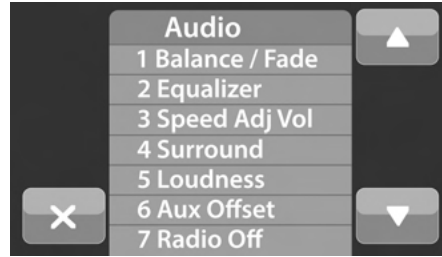 Audio
1 Balance / Fade
2 Equalizer
3 Speed Adj Vol
4 Surround
5 Loudness
6 Aux Offset
7 Radio Off